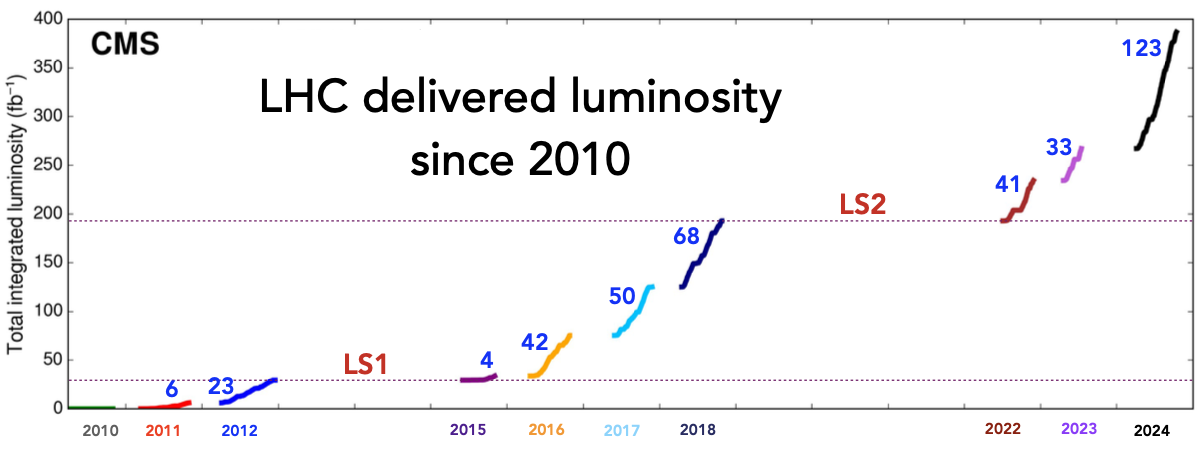 CMS
LHC delivered luminosity
since 2010
Total integrated luminosity (fb⁻¹)
400
350
300
250
200
150
100
50
0
6
23
LS1
4
42
50
68
LS2
41
33
123
2010 2011 2012 2015 2016 2017 2018 2022 2023 2024